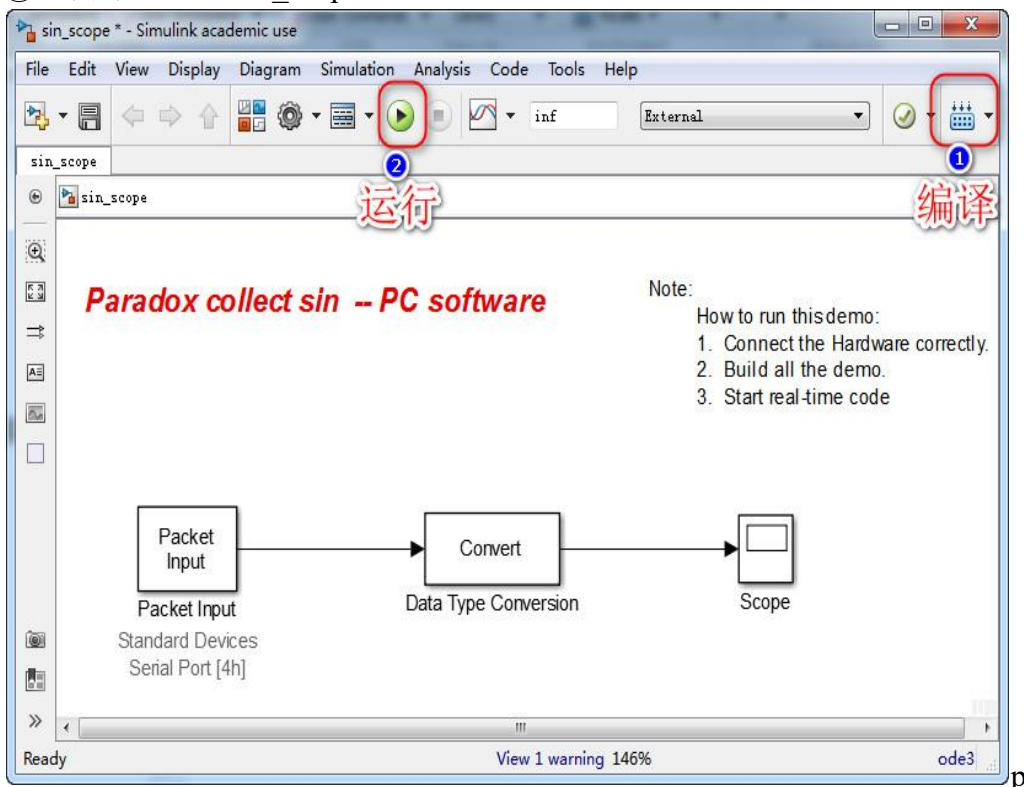 sin_scope * - Simulink academic use
File Edit View Display Diagram Simulation Analysis Code Tools Help
inf External
sin_scope
2 1
sin_scope
运行 编译
Paradox collect sin -- PC software
Note:
How to run this demo:
1. Connect the Hardware correctly.
2. Build all the demo.
3. Start real-time code
Packet
Input
Convert
Packet Input Data Type Conversion Scope
Standard Devices
Serial Port [4h]
Ready View 1 warning 146% ode3
p